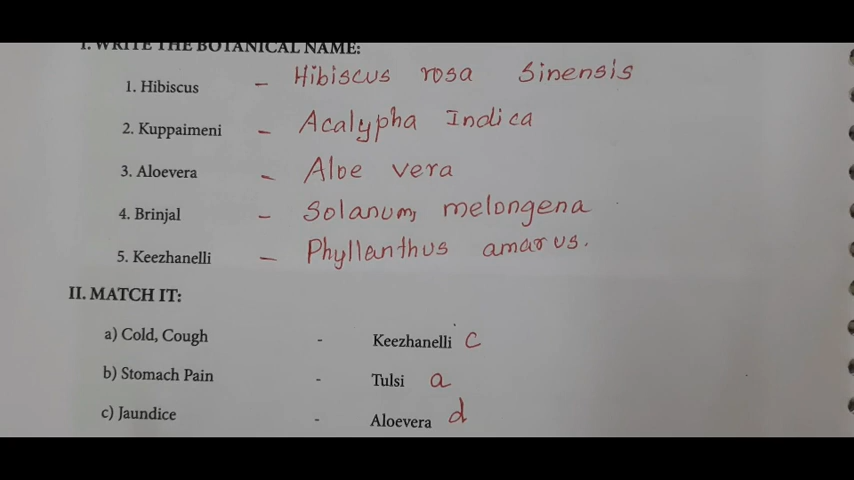 I. WRITE THE BOTANICAL NAME:
1. Hibiscus - Hibiscus rosa Sinensis
2. Kuppaimeni - Acalypha Indica
3. Aloevera - Aloe vera
4. Brinjal - Solanum, melongena
5. Keezhanelli - Phyllanthus amarus.
II. MATCH IT:
a) Cold, Cough - Keezhanelli c
b) Stomach Pain - Tulsi a
c) Jaundice - Aloevera d